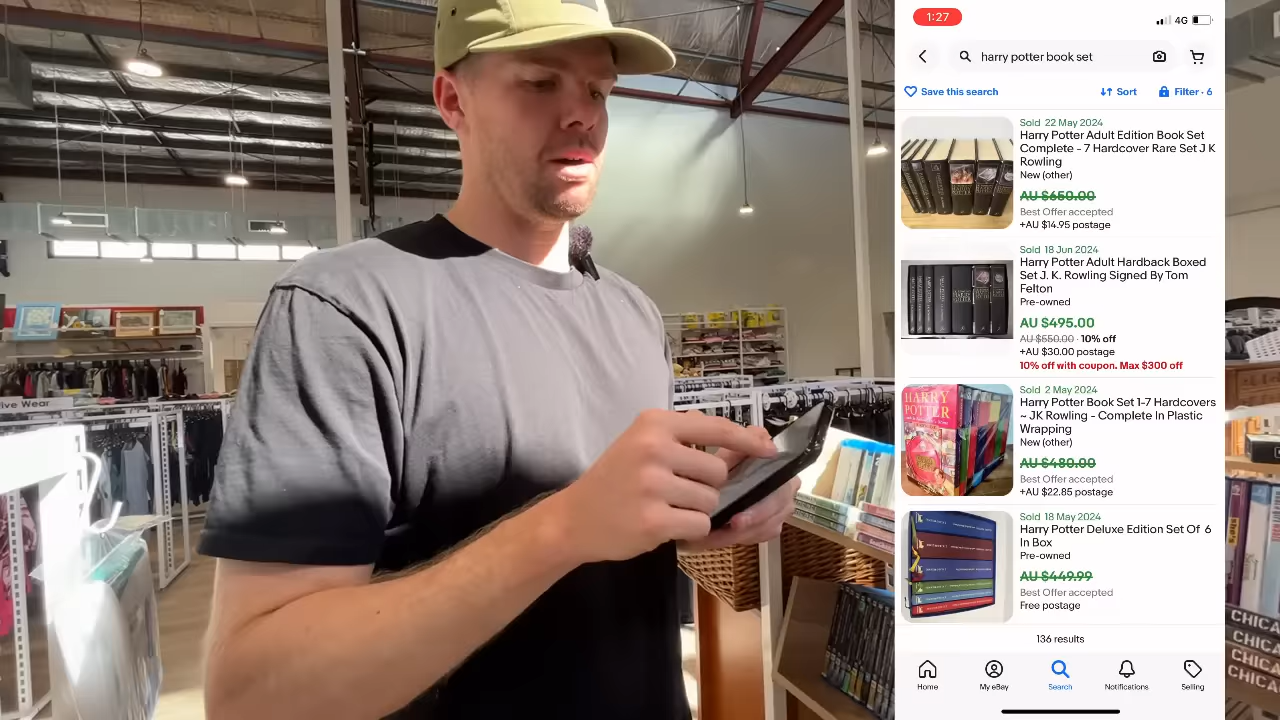 1:27
4G
harry potter book set
Save this search
Sort
Filter · 6
Sold 22 May 2024
Harry Potter Adult Edition Book Set
Complete - 7 Hardcover Rare Set J K
Rowling
New (other)
AU $650.00
Best Offer accepted
+AU $14.95 postage
Sold 18 Jun 2024
Harry Potter Adult Hardback Boxed
Set J. K. Rowling Signed By Tom
Felton
Pre-owned
AU $495.00
AU $550.00 · 10% off
+AU $30.00 postage
10% off with coupon. Max $300 off
Sold 2 May 2024
Harry Potter Book Set 1-7 Hardcovers
~ JK Rowling - Complete In Plastic
Wrapping
New (other)
AU $480.00
Best Offer accepted
+AU $22.85 postage
HARRY
POTTER
Sold 18 May 2024
Harry Potter Deluxe Edition Set Of 6
In Box
Pre-owned
AU $449.99
Best Offer accepted
Free postage
136 results
Home
My eBay
Search
Notifications
Selling
ive Wear
CHICA
CHICA
CHICA
CHICA